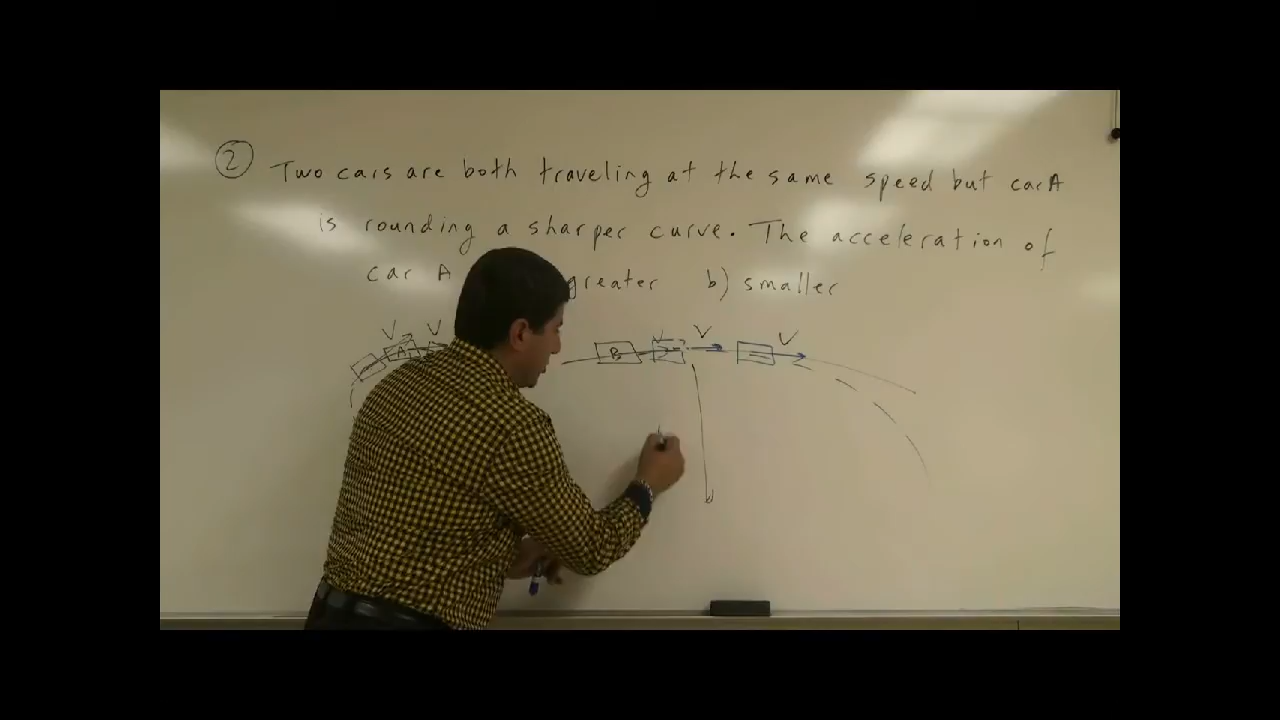 2 Two cars are both traveling at the same speed but car A
is rounding a sharper curve. The acceleration of
car A greater b) smaller
V V V V V
A B